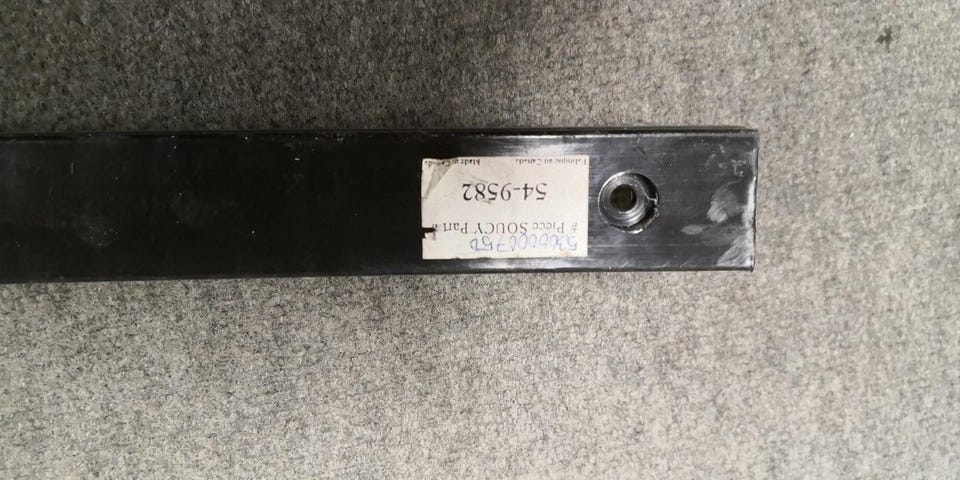 # Piece SOUCY Part #
54-9582
Fabriqué au Canada Made in Canada